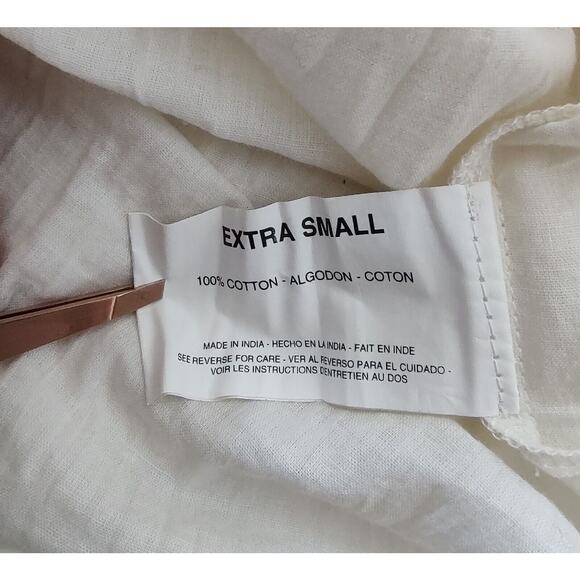 EXTRA SMALL
100% COTTON - ALGODON - COTON
MADE IN INDIA - HECHO EN LA INDIA - FAIT EN INDE
SEE REVERSE FOR CARE - VER AL REVERSO PARA EL CUIDADO -
VOIR LES INSTRUCTIONS D'ENTRETIEN AU DOS